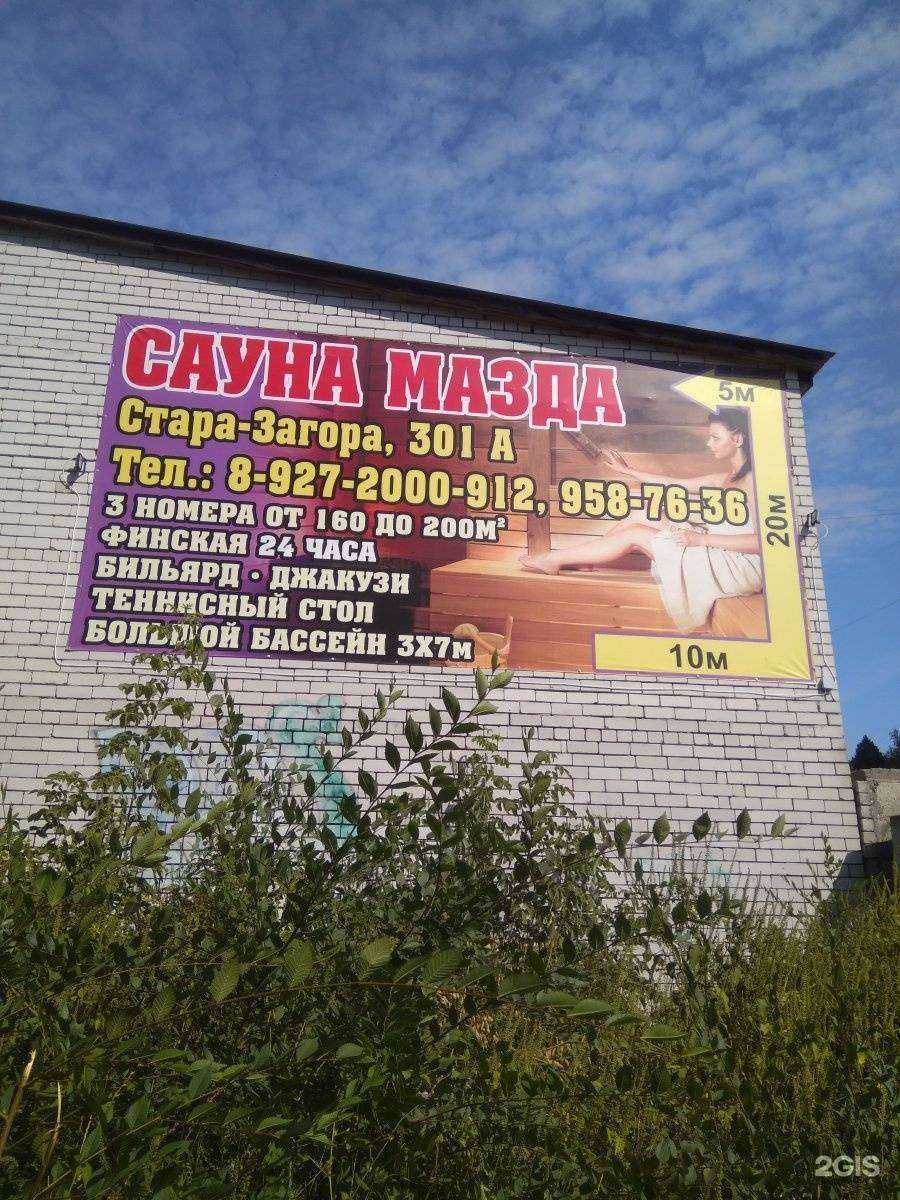 САУНА МАЗДА
Стара-Загора, 301 А
Тел.: 8-927-2000-912, 958-76-36
3 НОМЕРА ОТ 160 ДО 200М²
ФИНСКАЯ 24 ЧАСА
БИЛЬЯРД • ДЖАКУЗИ
ТЕННИСНЫЙ СТОЛ
БОЛЬШОЙ БАССЕЙН 3Х7м
5м
20м
10м
2GIS